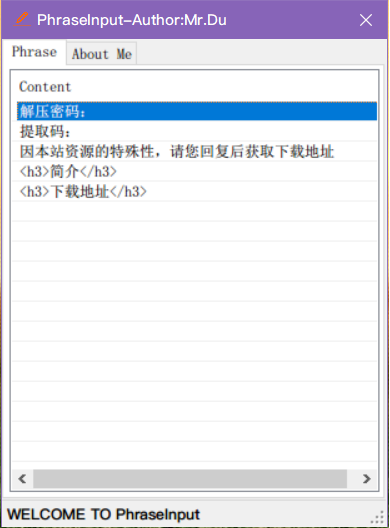 PhraseInput-Author:Mr.Du
Phrase About Me
Content
解压密码:
提取码:
因本站资源的特殊性，请您回复后获取下载地址
<h3>简介</h3>
<h3>下载地址</h3>
WELCOME TO PhraseInput